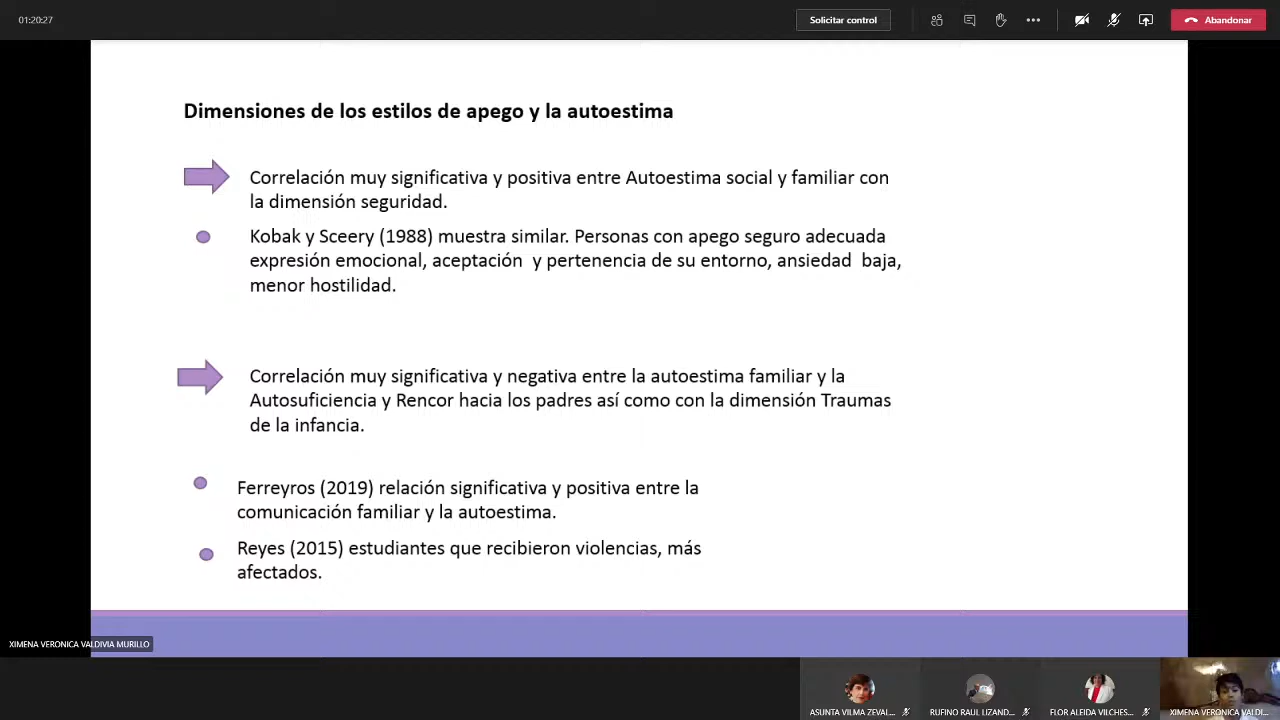 01:20:27
Solicitar control
Abandonar
Dimensiones de los estilos de apego y la autoestima
Correlación muy significativa y positiva entre Autoestima social y familiar con
la dimensión seguridad.
Kobak y Sceery (1988) muestra similar. Personas con apego seguro adecuada
expresión emocional, aceptación y pertenencia de su entorno, ansiedad baja,
menor hostilidad.
Correlación muy significativa y negativa entre la autoestima familiar y la
Autosuficiencia y Rencor hacia los padres así como con la dimensión Traumas
de la infancia.
Ferreyros (2019) relación significativa y positiva entre la
comunicación familiar y la autoestima.
Reyes (2015) estudiantes que recibieron violencias, más
afectados.
XIMENA VERONICA VALDIVIA MURILLO
ASUNTA VILMA ZEVAL...
RUFINO RAUL LIZAND...
FLOR ALEIDA VILCHES...
XIMENA VERONICA VALDI...